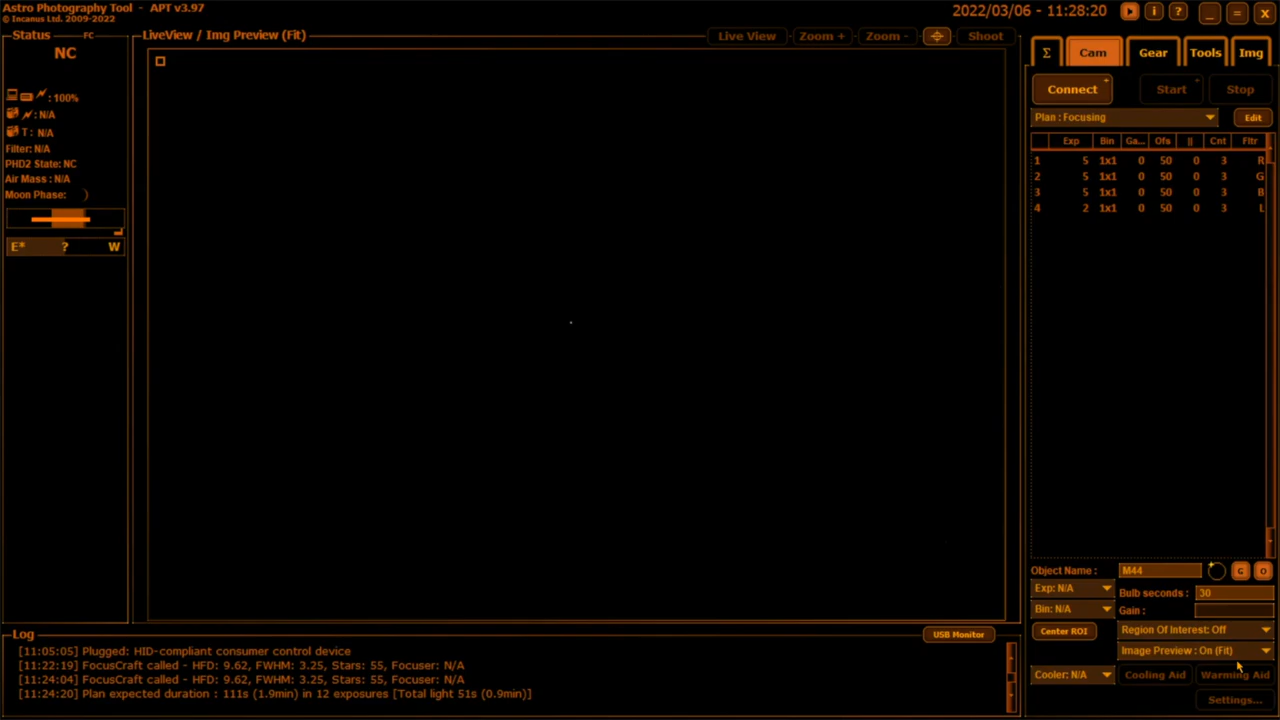 Astro Photography Tool - APT v3.97
© Incanus Ltd. 2009-2022
2022/03/06 - 11:28:20
i
?
_
=
X
Status FC
NC
: 100%
: N/A
T : N/A
Filter: N/A
PHD2 State: NC
Air Mass : N/A
Moon Phase: )
E* ? W
LiveView / Img Preview (Fit)
Live View
Zoom +
Zoom -
Shoot
Σ
Cam
Gear
Tools
Img
Connect
Start
Stop
Plan : Focusing
Edit
Exp Bin Ga... Ofs || Cnt Fltr
1 5 1x1 0 50 0 3 R
2 5 1x1 0 50 0 3 G
3 5 1x1 0 50 0 3 B
4 2 1x1 0 50 0 3 L
Object Name : M44 G O
Exp: N/A
Bulb seconds : 30
Bin: N/A
Gain :
Center ROI
Region Of Interest: Off
Image Preview : On (Fit)
Cooler: N/A
Cooling Aid
Warming Aid
Settings...
Log
USB Monitor
[11:05:05] Plugged: HID-compliant consumer control device
[11:22:19] FocusCraft called - HFD: 9.62, FWHM: 3.25, Stars: 55, Focuser: N/A
[11:24:04] FocusCraft called - HFD: 9.62, FWHM: 3.25, Stars: 55, Focuser: N/A
[11:24:20] Plan expected duration : 111s (1.9min) in 12 exposures [Total light 51s (0.9min)]